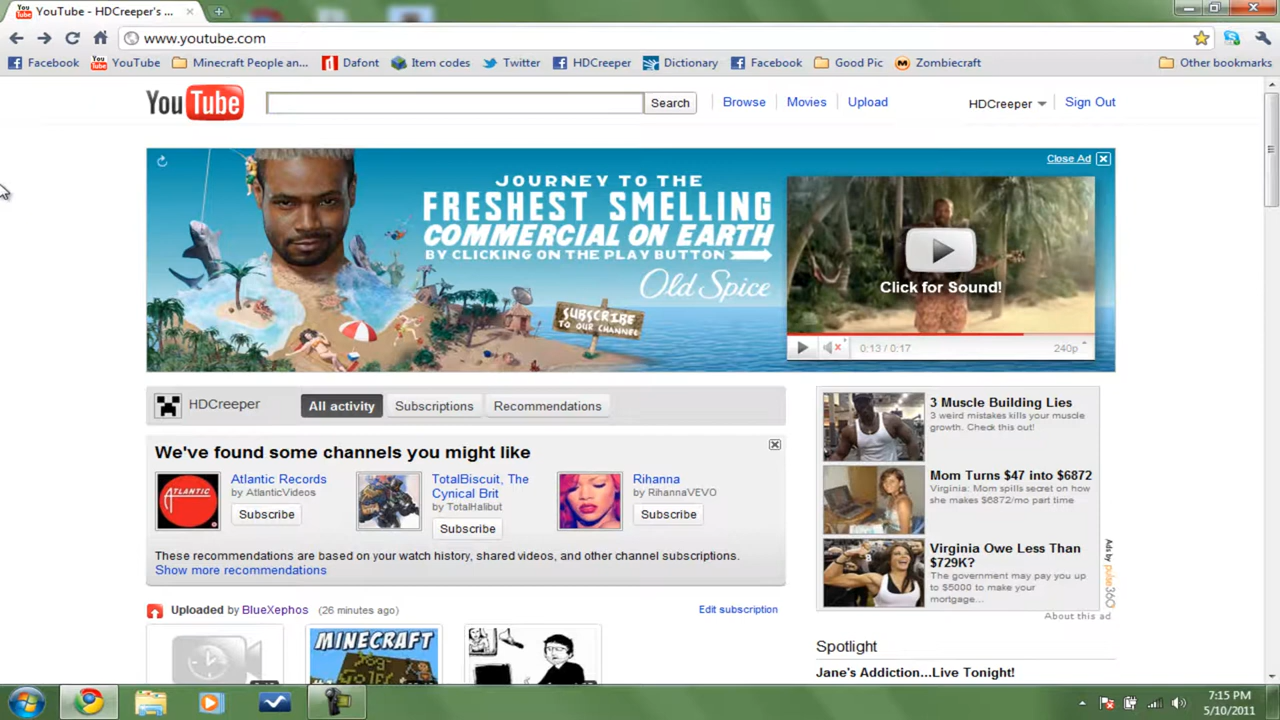 YouTube - HDCreeper's ...
www.youtube.com
Facebook YouTube Minecraft People an... Dafont Item codes Twitter HDCreeper Dictionary Facebook Good Pic Zombiecraft Other bookmarks
YouTube Search Browse Movies Upload HDCreeper Sign Out
Close Ad
JOURNEY TO THE
FRESHEST SMELLING
COMMERCIAL ON EARTH
BY CLICKING ON THE PLAY BUTTON
Old Spice
SUBSCRIBE
TO OUR CHANNEL
Click for Sound!
0:13 / 0:17 240p
HDCreeper All activity Subscriptions Recommendations
We've found some channels you might like
ATLANTIC
Atlantic Records
by AtlanticVideos
Subscribe
TotalBiscuit, The
Cynical Brit
by TotalHalibut
Subscribe
Rihanna
by RihannaVEVO
Subscribe
These recommendations are based on your watch history, shared videos, and other channel subscriptions.
Show more recommendations
Uploaded by BlueXephos (26 minutes ago) Edit subscription
MINECRAFT
3 Muscle Building Lies
3 weird mistakes kills your muscle
growth. Check this out!
Mom Turns $47 into $6872
Virginia: Mom spills secret on how
she makes $6872/mo part time
Virginia Owe Less Than
$729K?
The government may pay you up
to $5000 to make your
mortgage...
Ads by pulse360
About this ad
Spotlight
Jane's Addiction...Live Tonight!
7:15 PM
5/10/2011